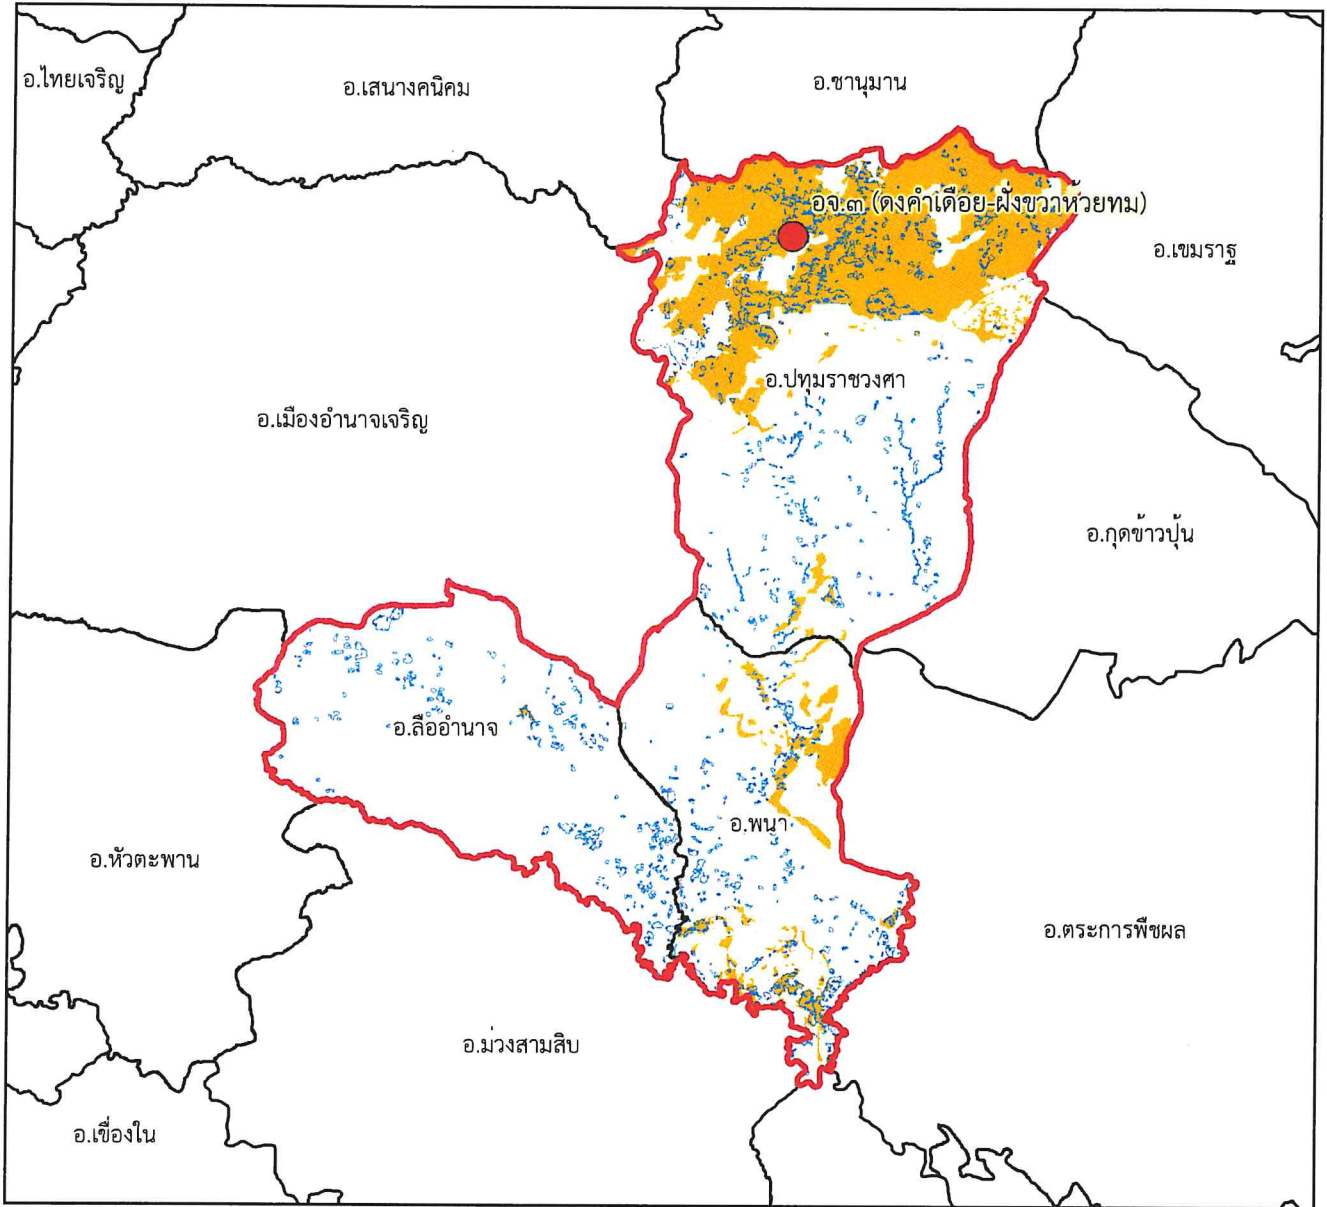 อ.ไทยเจริญ
อ.เสนางคนิคม
อ.ชานุมาน
อจ.๓ (ดงคำเดือย-ฝั่งขวาห้วยทม)
อ.เขมราฐ
อ.ปทุมราชวงศา
อ.เมืองอำนาจเจริญ
อ.กุดข้าวปุ้น
อ.ลืออำนาจ
อ.พนา
อ.หัวตะพาน
อ.ตระการพืชผล
อ.ม่วงสามสิบ
อ.เขื่องใน